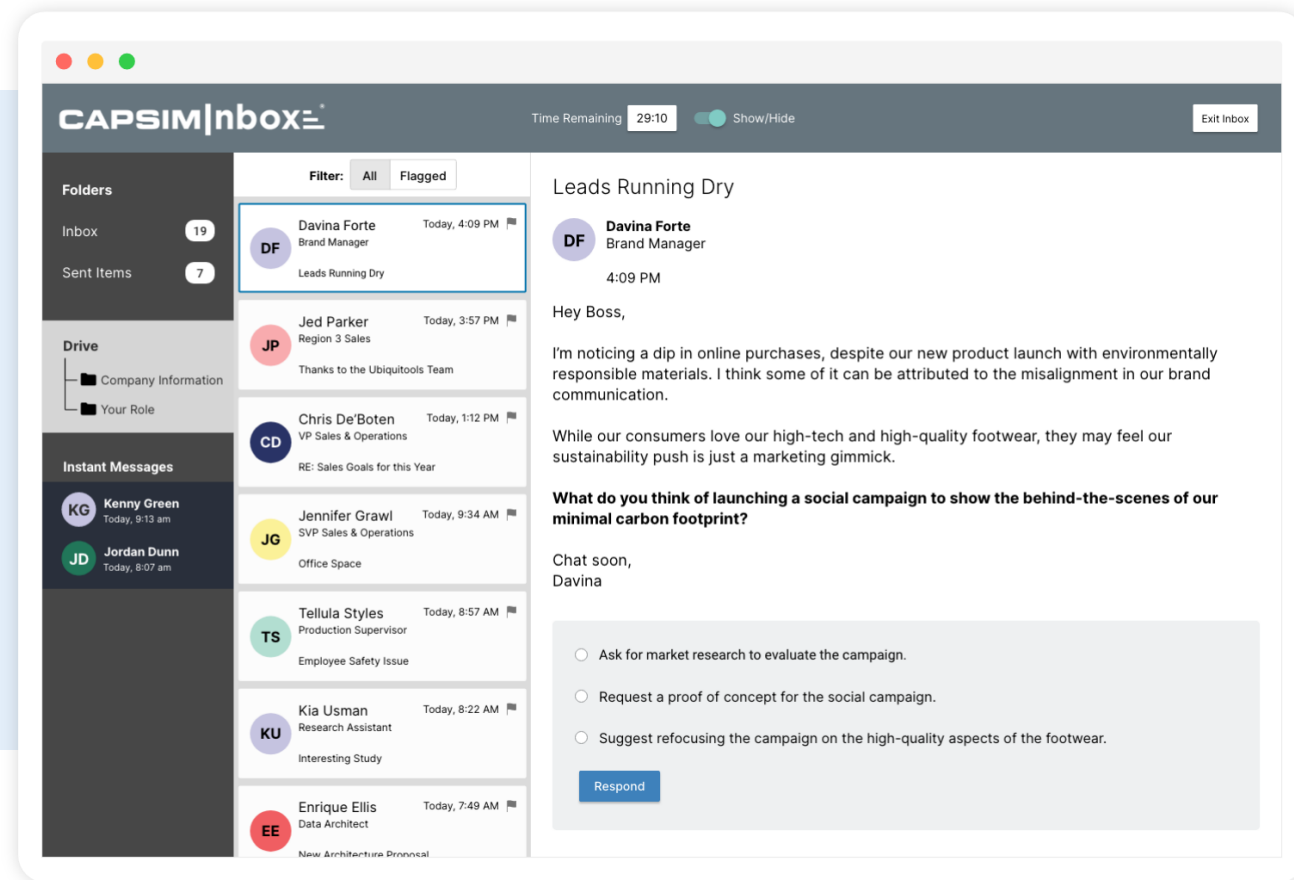 CAPSIMInbox
Time Remaining 29:10 Show/Hide
Exit Inbox
Folders
Inbox 19
Sent Items 7
Drive
Company Information
Your Role
Instant Messages
KG
Kenny Green
Today, 9:13 am
JD
Jordan Dunn
Today, 8:07 am
Filter: All Flagged
DF
Davina Forte Today, 4:09 PM
Brand Manager
Leads Running Dry
JP
Jed Parker Today, 3:57 PM
Region 3 Sales
Thanks to the Ubiquitools Team
CD
Chris De'Boten Today, 1:12 PM
VP Sales & Operations
RE: Sales Goals for this Year
JG
Jennifer Grawl Today, 9:34 AM
SVP Sales & Operations
Office Space
TS
Tellula Styles Today, 8:57 AM
Production Supervisor
Employee Safety Issue
KU
Kia Usman Today, 8:22 AM
Research Assistant
Interesting Study
EE
Enrique Ellis Today, 7:49 AM
Data Architect
New Architecture Proposal
Leads Running Dry
DF
Davina Forte
Brand Manager
4:09 PM
Hey Boss,
I'm noticing a dip in online purchases, despite our new product launch with environmentally
responsible materials. I think some of it can be attributed to the misalignment in our brand
communication.
While our consumers love our high-tech and high-quality footwear, they may feel our
sustainability push is just a marketing gimmick.
What do you think of launching a social campaign to show the behind-the-scenes of our
minimal carbon footprint?
Chat soon,
Davina
Ask for market research to evaluate the campaign.
Request a proof of concept for the social campaign.
Suggest refocusing the campaign on the high-quality aspects of the footwear.
Respond